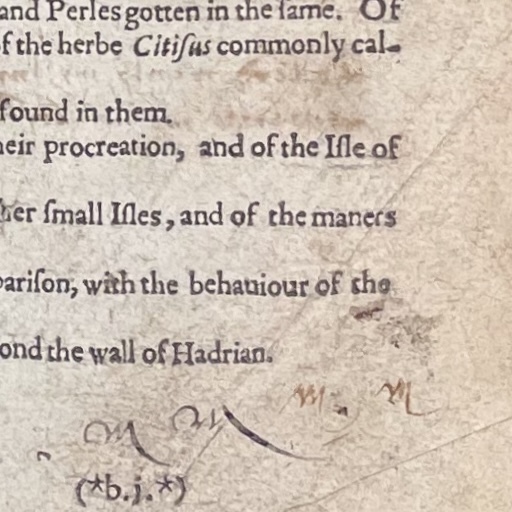 and Perles gotten in the ſame. Of
of the herbe Citiſus commonly cal-
found in them.
heir procreation, and of the Iſle of
her ſmall Iſles, and of the maners
pariſon, with the behauiour of the
ond the wall of Hadrian.
M M
M M
(*b.j.*)